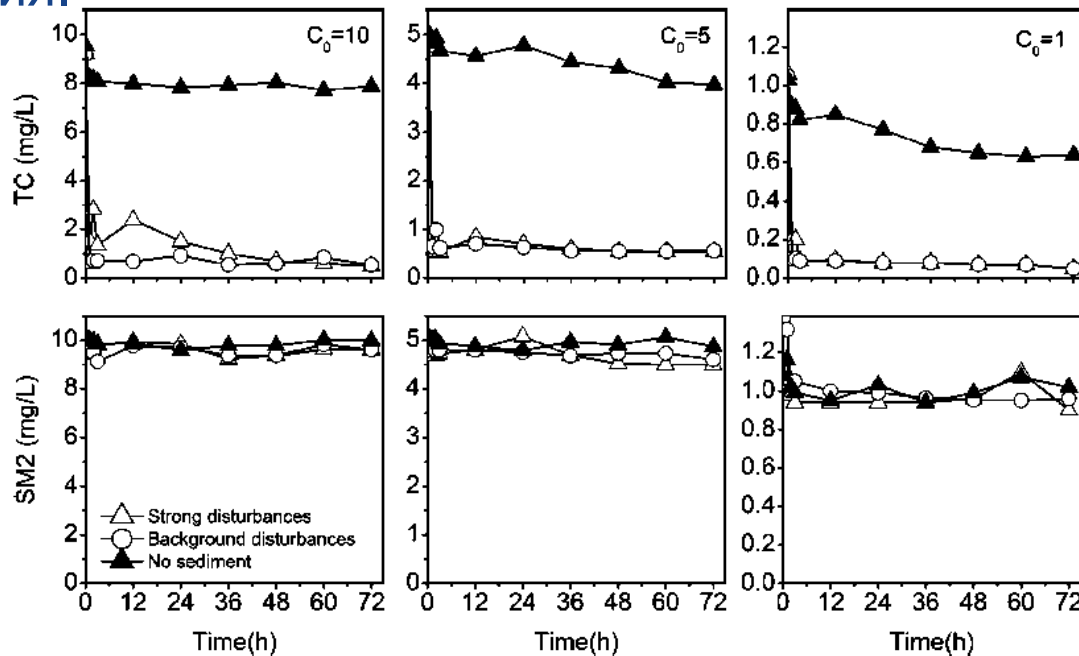 C₀=10
C₀=5
C₀=1
TC (mg/L)
10
8
6
4
2
0
5
4
3
2
1
0
1.2
1.0
0.8
0.6
0.4
0.2
0.0
SM2 (mg/L)
10
8
6
4
2
0
Strong disturbances
Background disturbances
No sediment
5
4
3
2
1
0
1.2
1.0
0.8
0.6
0.4
0.2
0.0
0 12 24 36 48 60 72
0 12 24 36 48 60 72
0 12 24 36 48 60 72
Time(h)
Time(h)
Time(h)